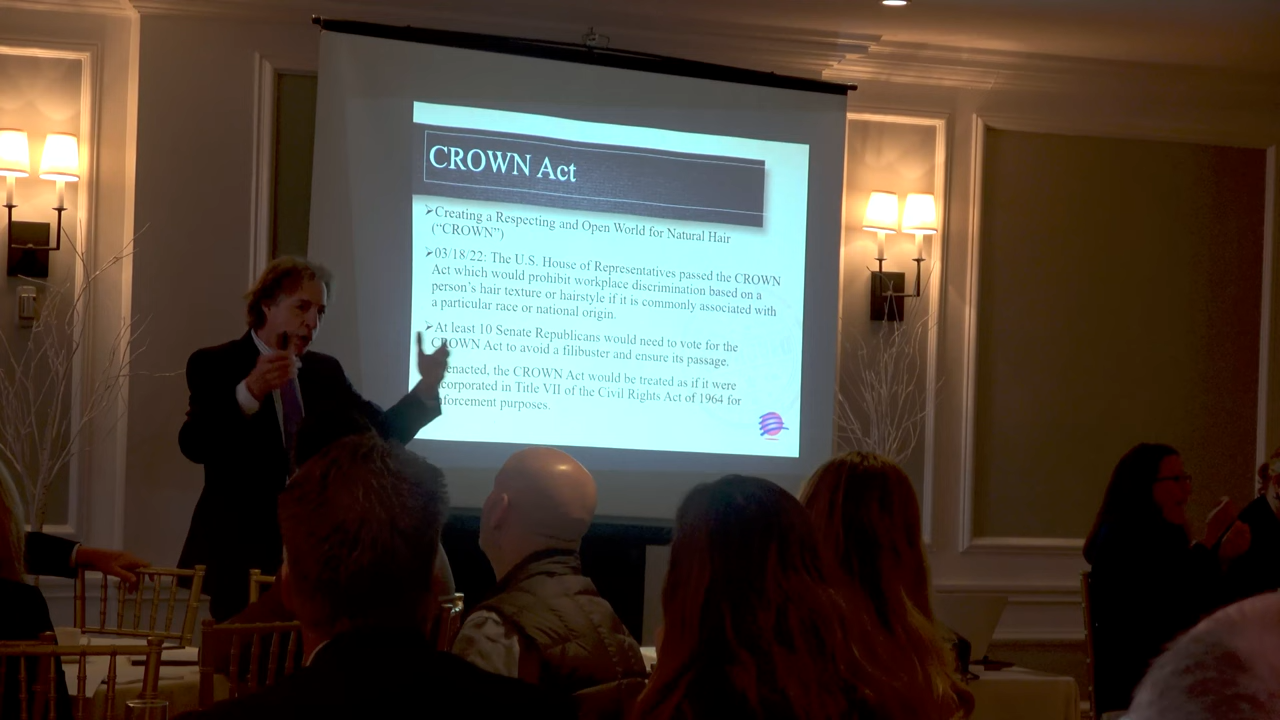 CROWN Act
➢Creating a Respecting and Open World for Natural Hair
("CROWN")
➢03/18/22: The U.S. House of Representatives passed the CROWN
Act which would prohibit workplace discrimination based on a
person's hair texture or hairstyle if it is commonly associated with
a particular race or national origin.
➢At least 10 Senate Republicans would need to vote for the
CROWN Act to avoid a filibuster and ensure its passage.
enacted, the CROWN Act would be treated as if it were
corporated in Title VII of the Civil Rights Act of 1964 for
nforcement purposes.